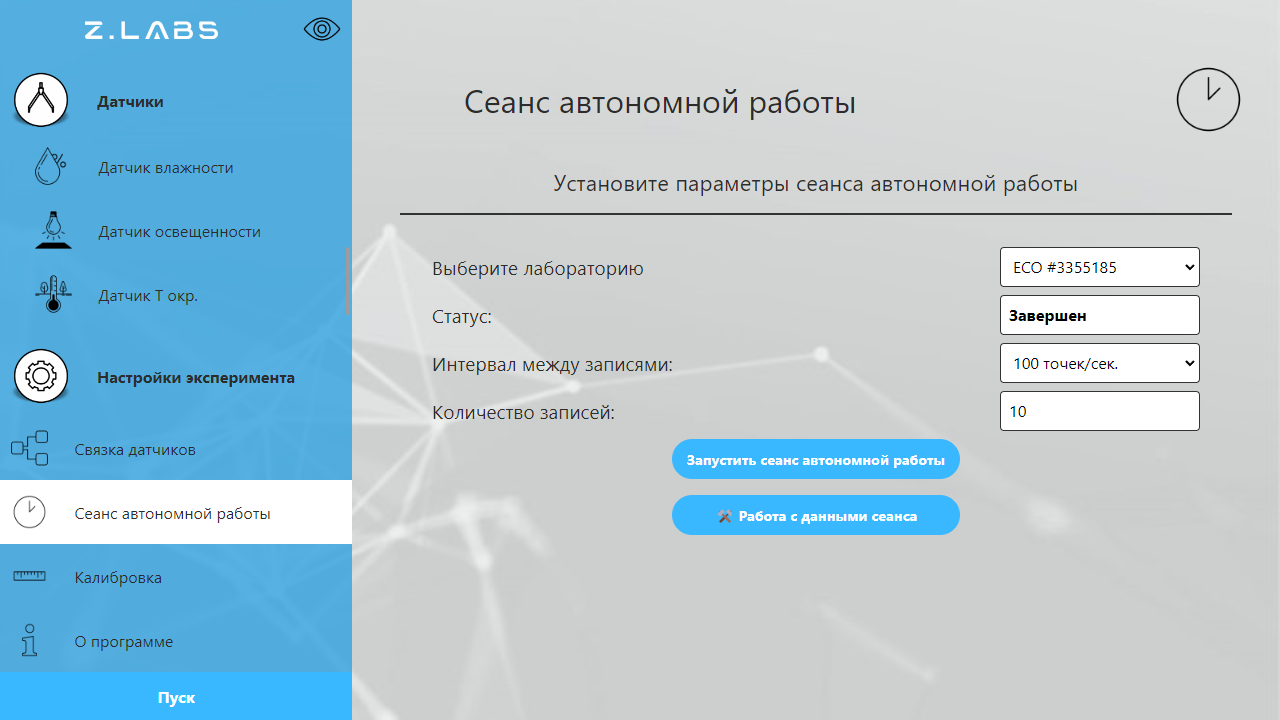 Z.LABS
Датчики
Датчик влажности
Датчик освещенности
Датчик Т окр.
Настройки эксперимента
Связка датчиков
Сеанс автономной работы
Калибровка
О программе
Пуск
Сеанс автономной работы
Установите параметры сеанса автономной работы
Выберите лабораторию
ECO #3355185
Статус:
Завершен
Интервал между записями:
100 точек/сек.
Количество записей:
10
Запустить сеанс автономной работы
Работа с данными сеанса